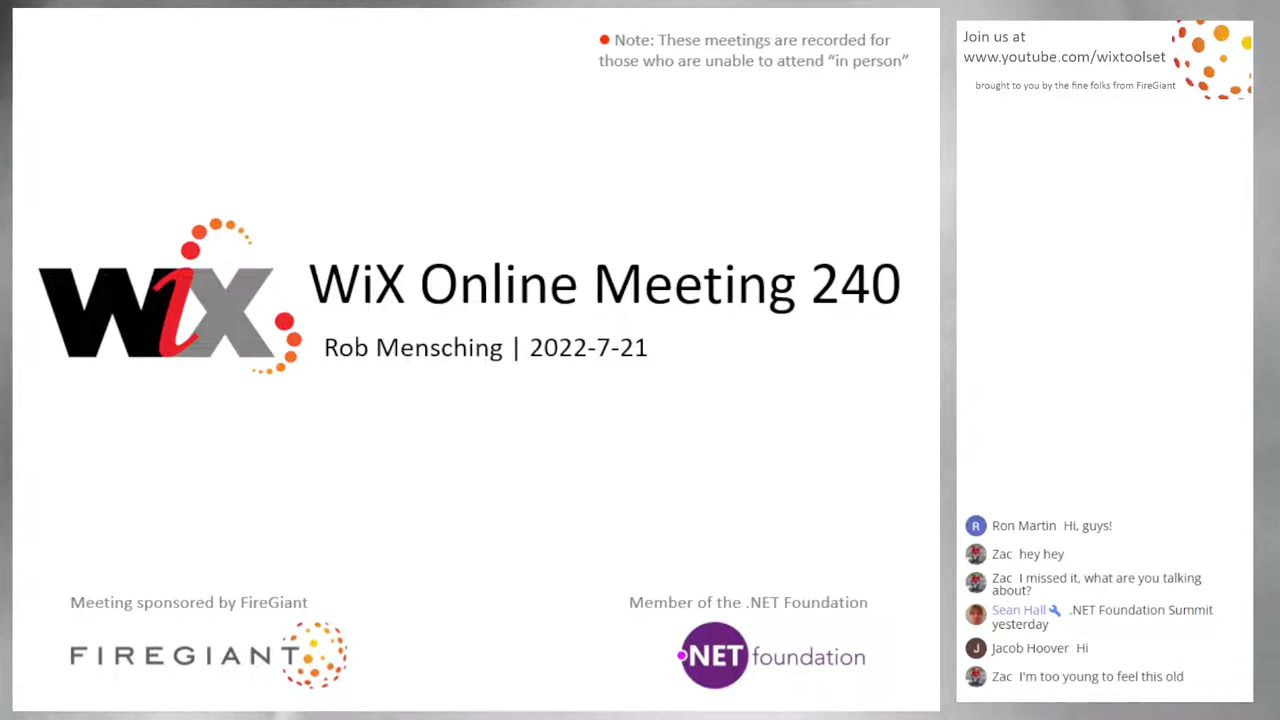 Note: These meetings are recorded for
those who are unable to attend “in person”
WiX
WiX Online Meeting 240
Rob Mensching | 2022-7-21
Meeting sponsored by FireGiant
FIREGIANT
Member of the .NET Foundation
.NET foundation
Join us at
www.youtube.com/wixtoolset
brought to you by the fine folks from FireGiant
R Ron Martin Hi, guys!
Zac hey hey
Zac I missed it, what are you talking
about?
Sean Hall .NET Foundation Summit
yesterday
J Jacob Hoover Hi
Zac I'm too young to feel this old